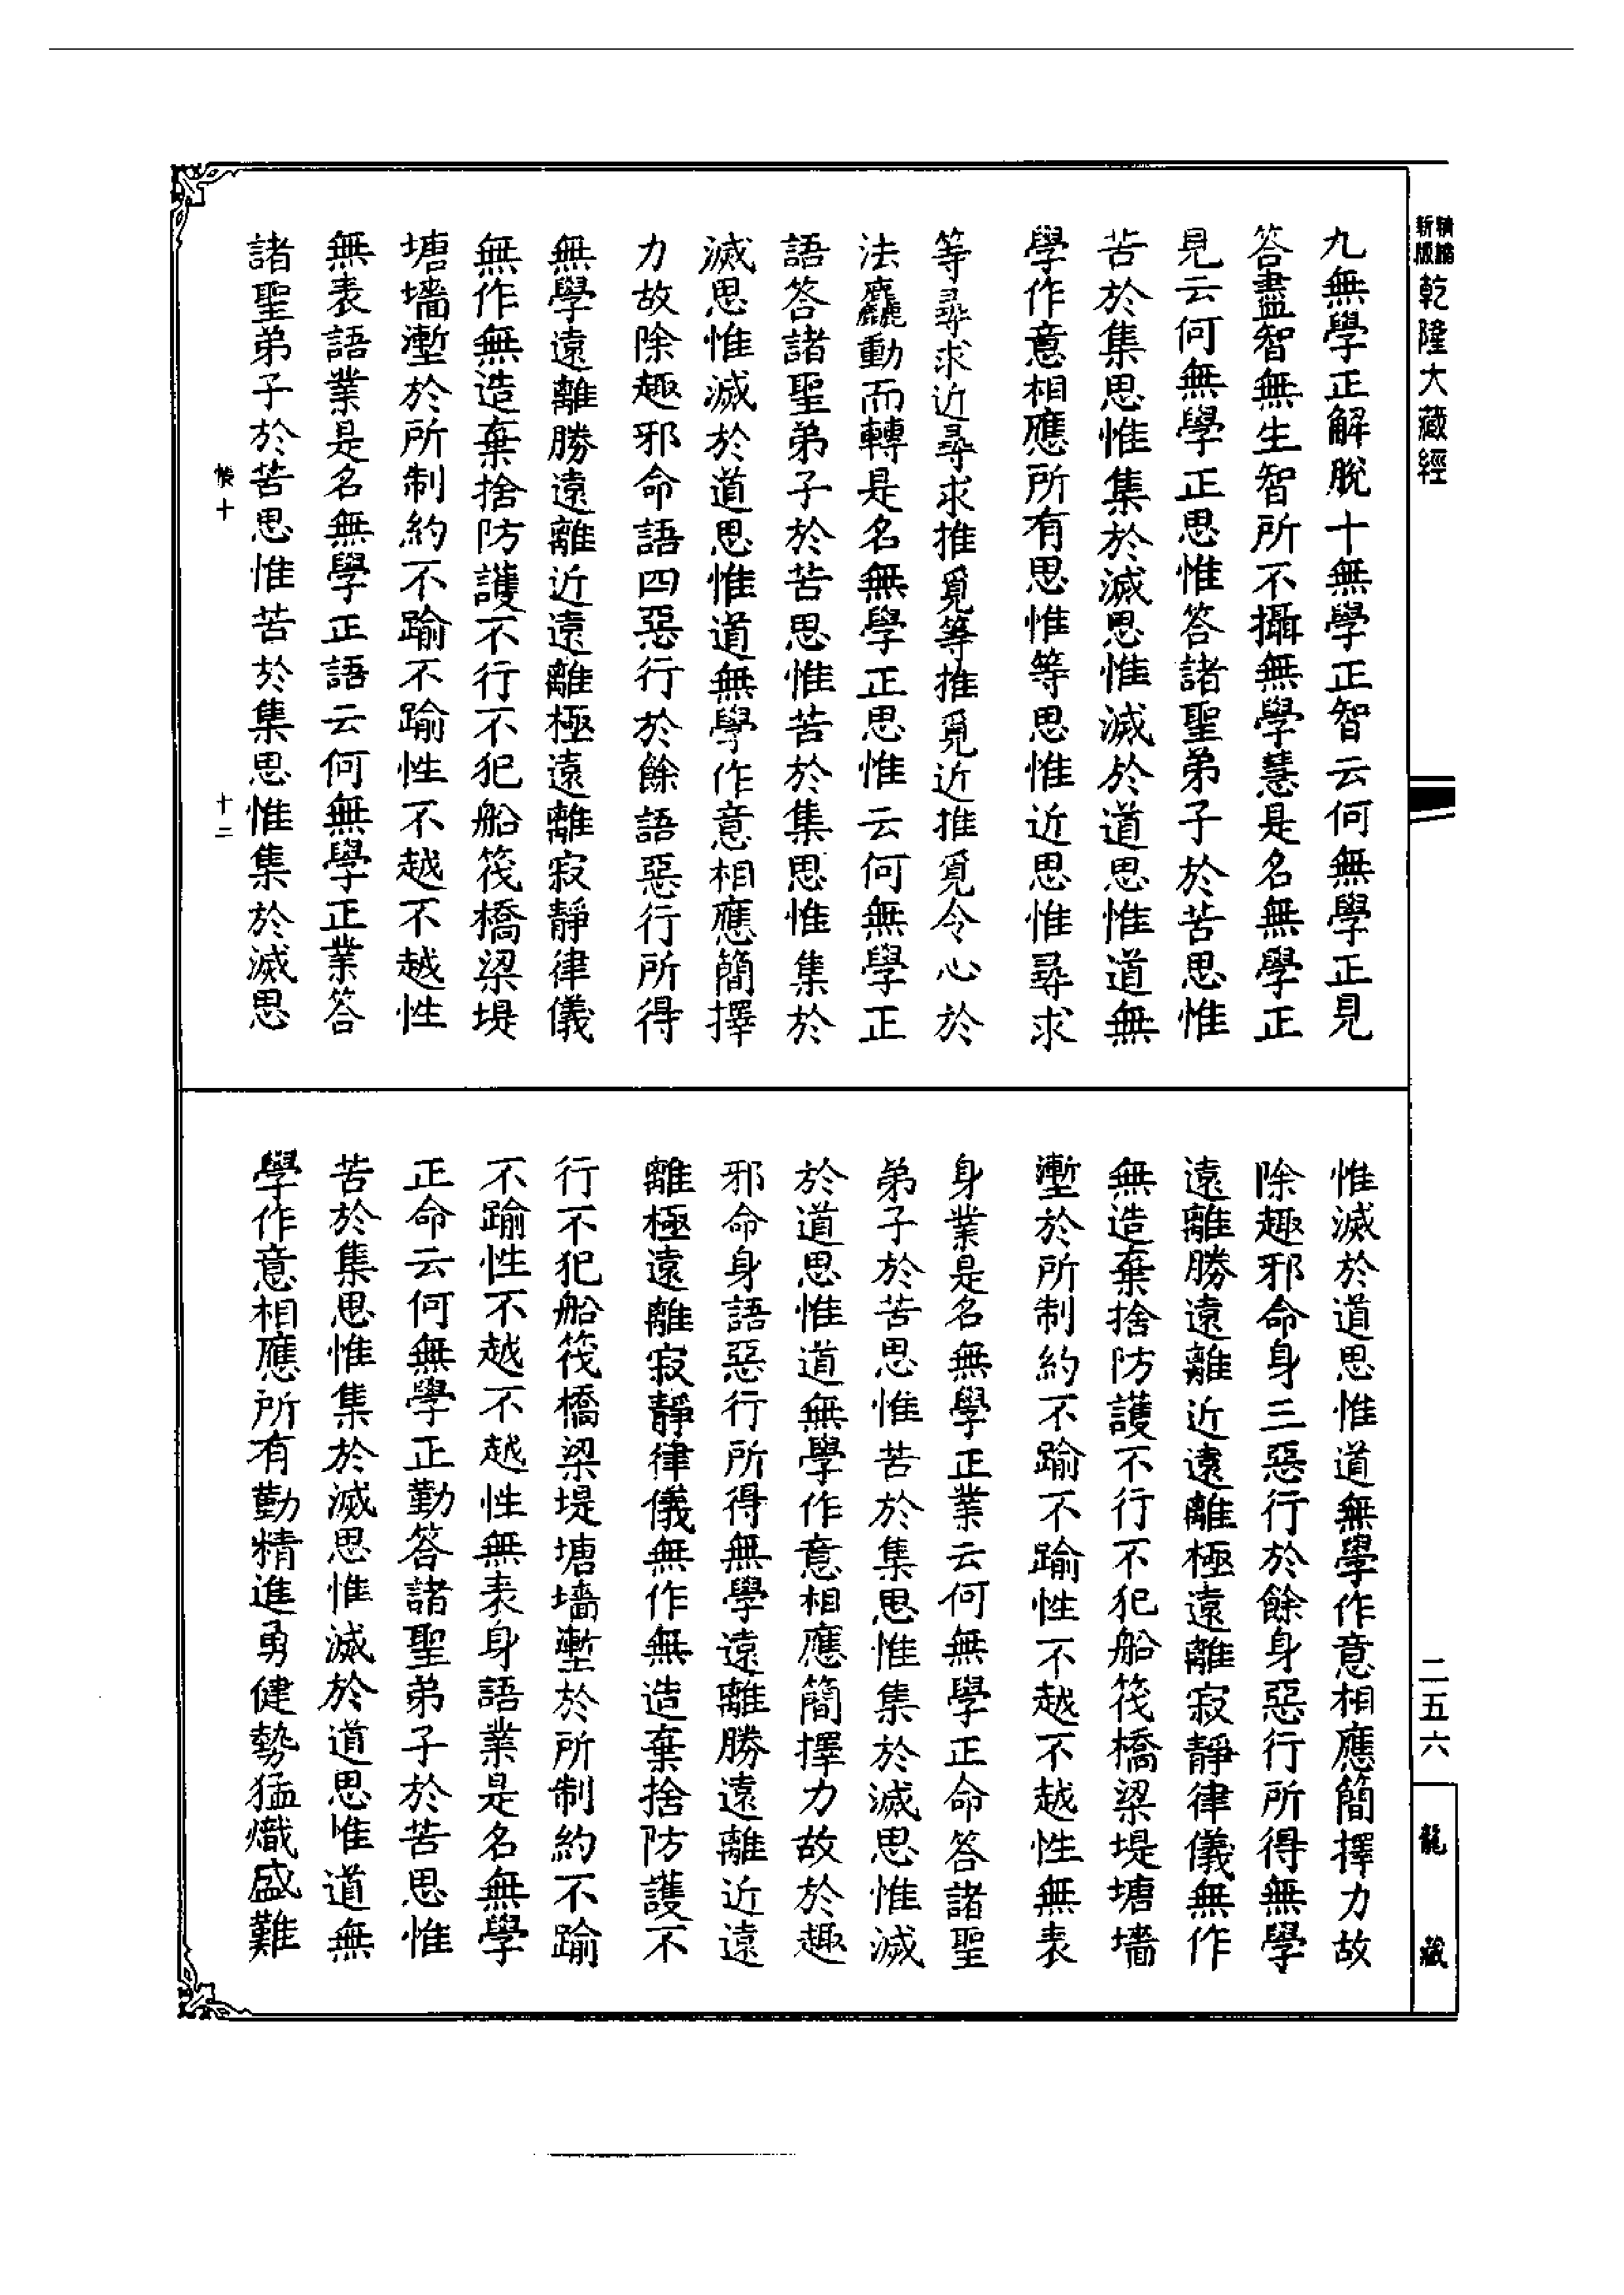 新版
精縮
乾隆大藏經
九無學正解脫十無學正智云何無學正見
答盡智無生智所不攝無學慧是名無學正
見云何無學正思惟答諸聖弟子於苦思惟
苦於集思惟集於滅思惟滅於道思惟道無
學作意相應所有思惟等思惟近思惟尋求
等尋求近尋求推覓等推覓近推覓令心於
法麤動而轉是名無學正思惟云何無學正
語答諸聖弟子於苦思惟苦於集思惟集於
滅思惟滅於道思惟道無學作意相應簡擇
力故除趣邪命語四惡行於餘語惡行所得
無學遠離勝遠離近遠離極遠離寂靜律儀
無作無造棄捨防護不行不犯船筏橋梁堤
塘墻塹於所制約不踰不踰性不越不越性
無表語業是名無學正語云何無學正業答
諸聖弟子於苦思惟苦於集思惟集於滅思
十
十二
惟滅於道思惟道無學作意相應簡擇力故
除趣邪命身三惡行於餘身惡行所得無學
遠離勝遠離近遠離極遠離寂靜律儀無作
無造棄捨防護不行不犯船筏橋梁堤塘墻
塹於所制約不踰不踰性不越不越性無表
身業是名無學正業云何無學正命答諸聖
弟子於苦思惟苦於集思惟集於滅思惟滅
於道思惟道無學作意相應簡擇力故於趣
邪命身語惡行所得無學遠離勝遠離近遠
離極遠離寂靜律儀無作無造棄捨防護不
行不犯船筏橋梁堤塘墻塹於所制約不踰
不踰性不越不越性無表身語業是名無學
正命云何無學正勤答諸聖弟子於苦思惟
苦於集思惟集於滅思惟滅於道思惟道無
學作意相應所有勤精進勇健勢猛熾盛難
二五六
龍藏